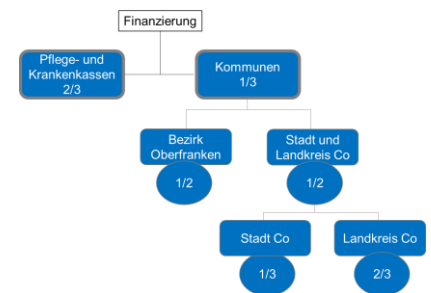 Finanzierung
Pflege- und
Krankenkassen
2/3
Kommunen
1/3
Bezirk
Oberfranken
1/2
Stadt und
Landkreis Co
1/2
Stadt Co
1/3
Landkreis Co
2/3